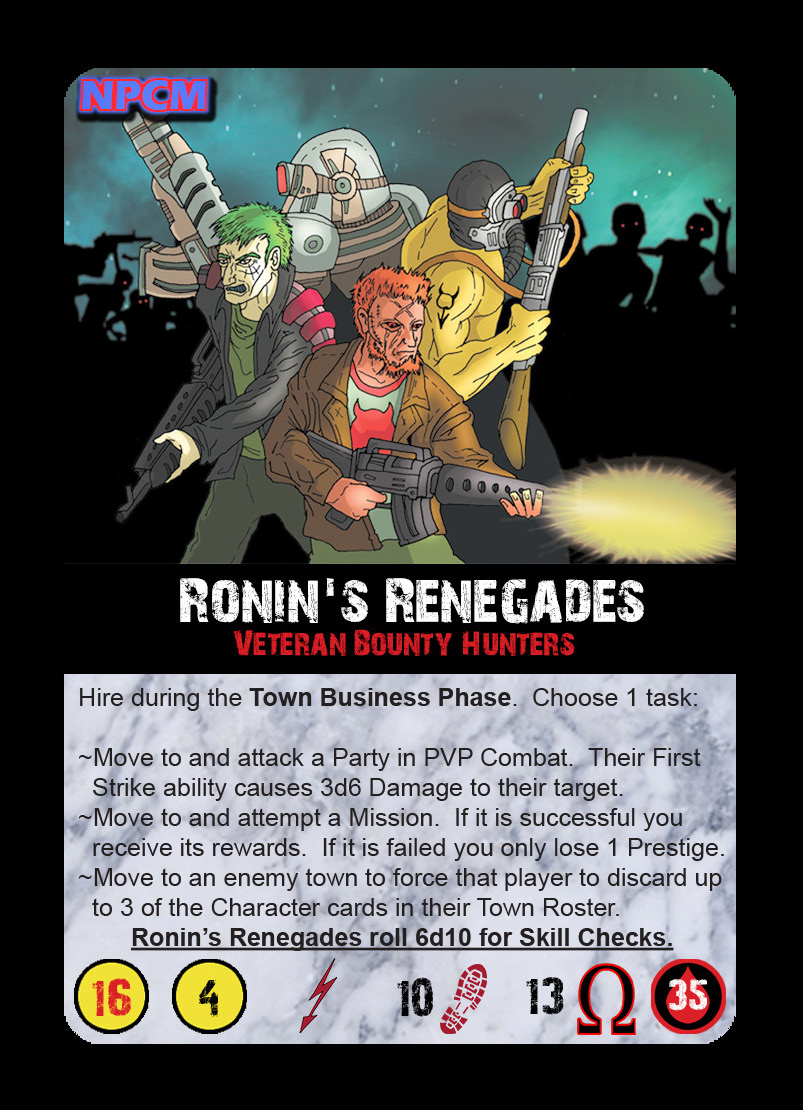 NPCM
Ronin's Renegades
Veteran Bounty Hunters
Hire during the Town Business Phase.  Choose 1 task:
~Move to and attack a Party in PVP Combat.  Their First
Strike ability causes 3d6 Damage to their target.
~Move to and attempt a Mission.  If it is successful you
receive its rewards.  If it is failed you only lose 1 Prestige.
~Move to an enemy town to force that player to discard up
to 3 of the Character cards in their Town Roster.
Ronin’s Renegades roll 6d10 for Skill Checks.
16 4 10 13 Ω 35